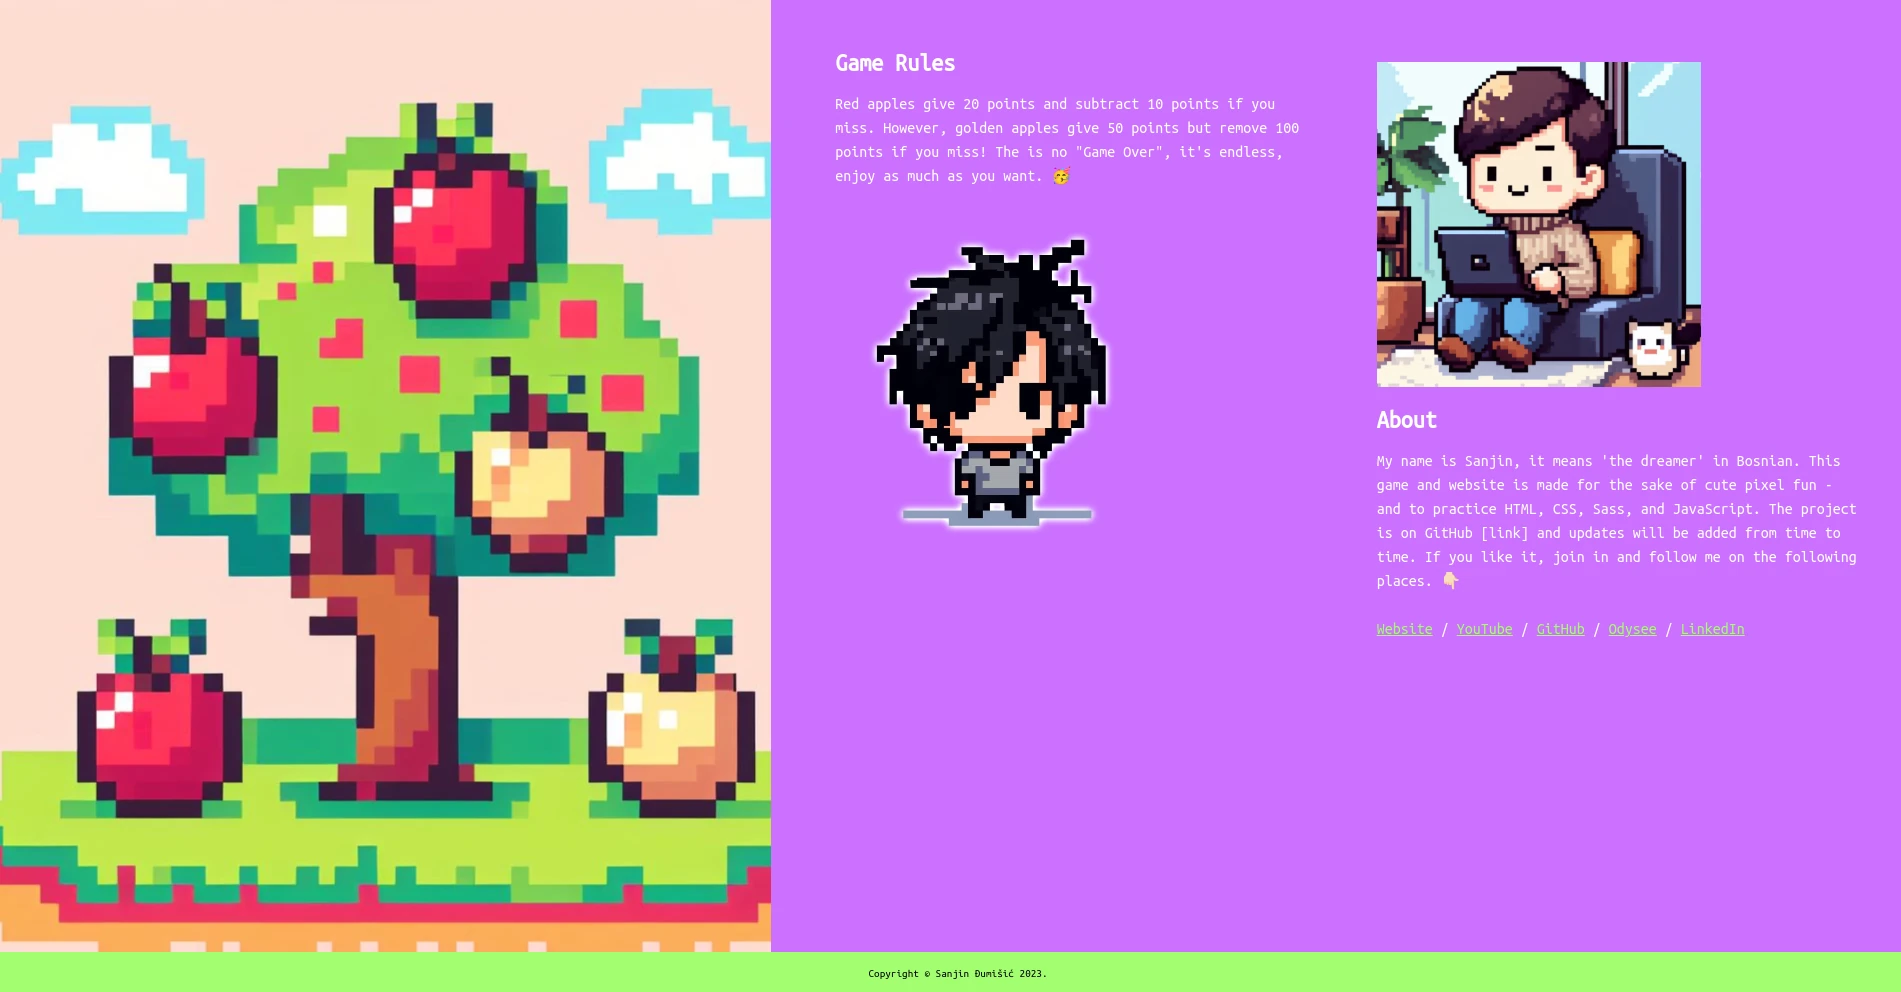 Game Rules
Red apples give 20 points and subtract 10 points if you
miss. However, golden apples give 50 points but remove 100
points if you miss! The is no "Game Over", it's endless,
enjoy as much as you want. 🥳
About
My name is Sanjin, it means 'the dreamer' in Bosnian. This
game and website is made for the sake of cute pixel fun -
and to practice HTML, CSS, Sass, and JavaScript. The project
is on GitHub [link] and updates will be added from time to
time. If you like it, join in and follow me on the following
places. 👇🏻
Website / YouTube / GitHub / Odysee / LinkedIn
Copyright © Sanjin Đumišić 2023.